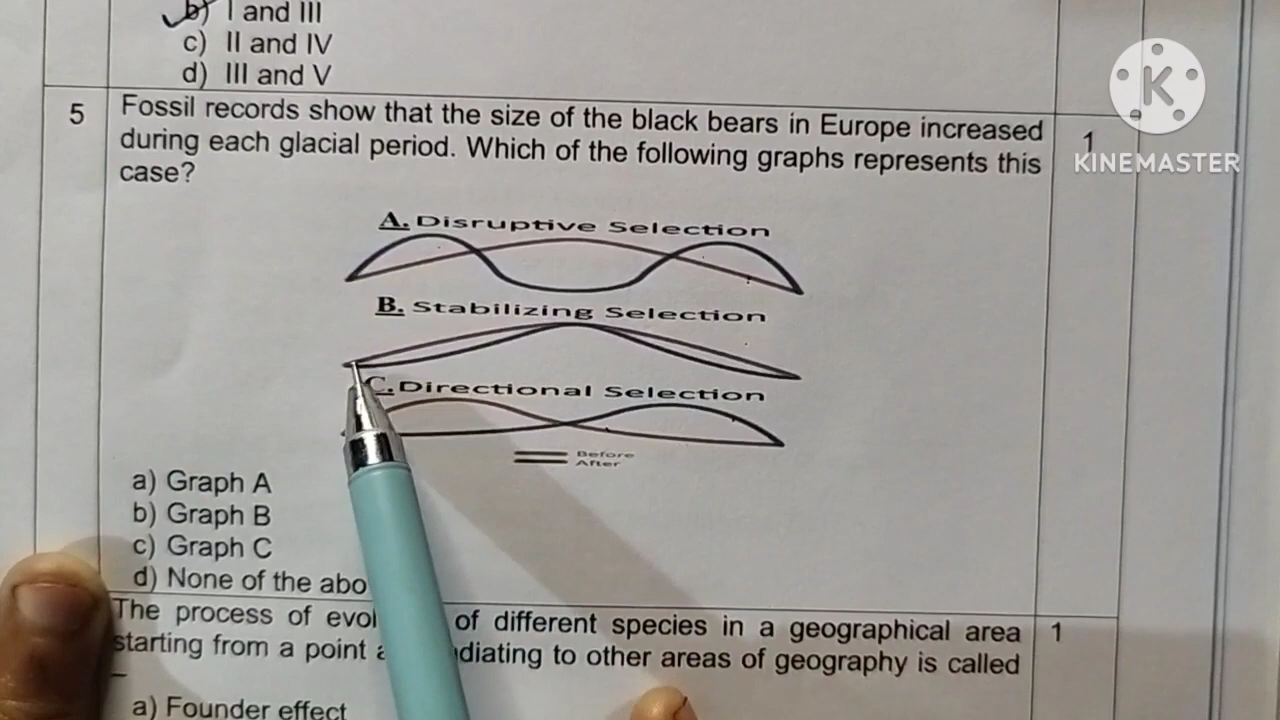 b) I and III
c) II and IV
d) III and V
5 Fossil records show that the size of the black bears in Europe increased 1
during each glacial period. Which of the following graphs represents this
case?
A. Disruptive Selection
B. Stabilizing Selection
C. Directional Selection
Before
After
a) Graph A
b) Graph B
c) Graph C
d) None of the abo
The process of evol of different species in a geographical area 1
starting from a point a diating to other areas of geography is called
a) Founder effect
K
KINEMASTER